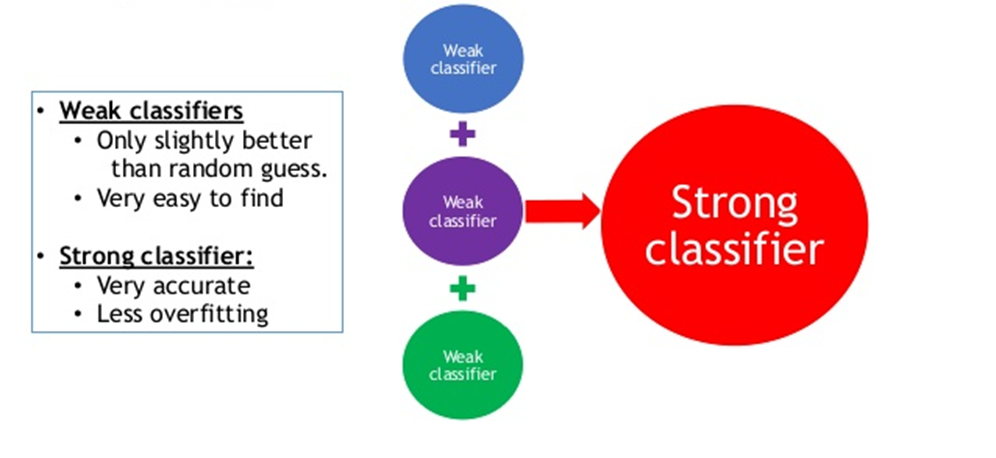 • Weak classifiers
• Only slightly better
than random guess.
• Very easy to find
• Strong classifier:
• Very accurate
• Less overfitting
Weak
classifier
+
Weak
classifier
+
Weak
classifier
Strong
classifier